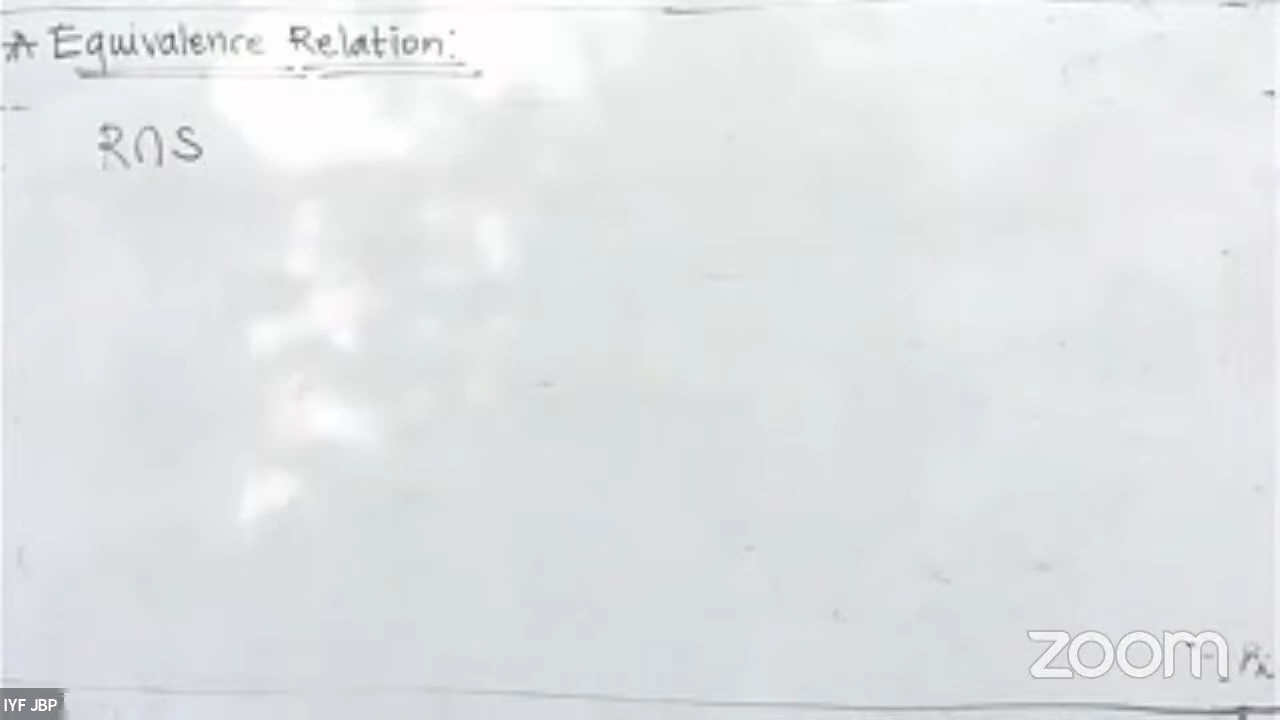 * Equivalence Relation:
R∩S
zoom
IYF JBP